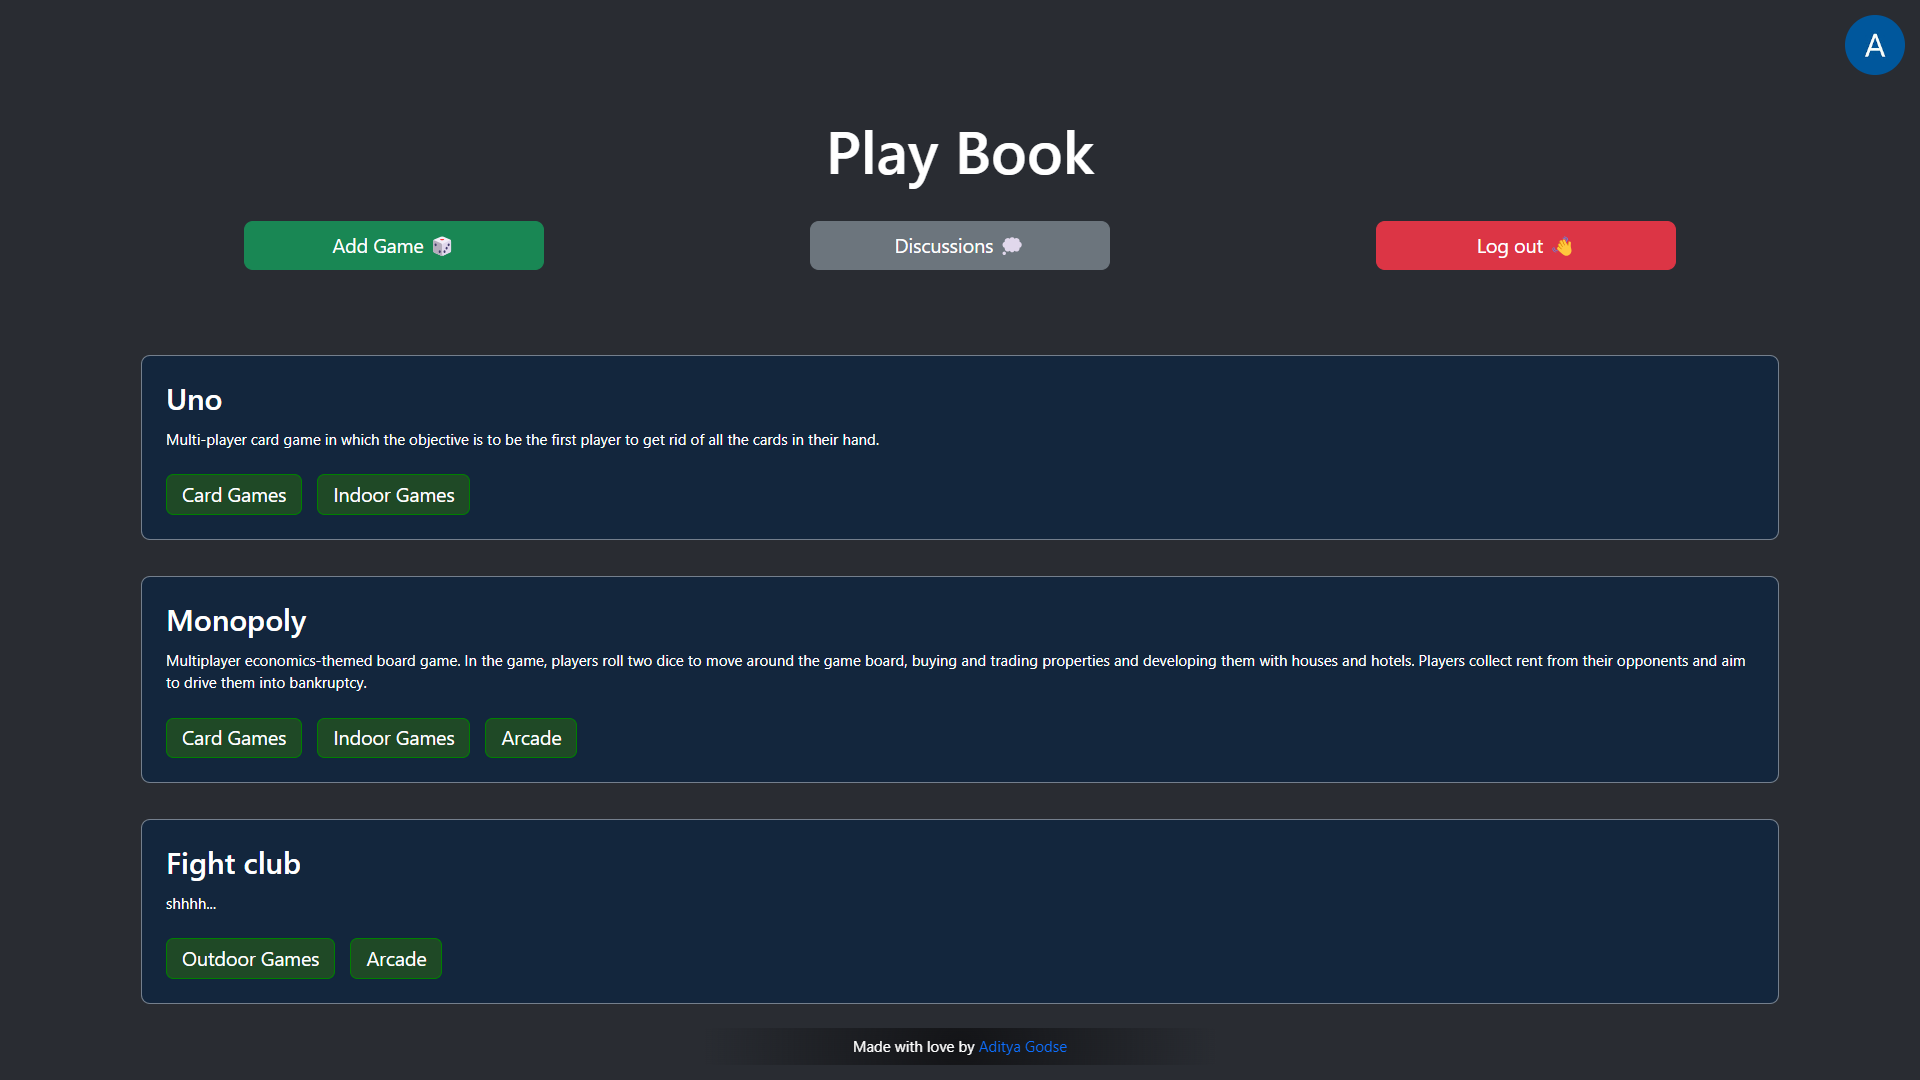 A
Play Book
Add Game 🎲
Discussions 💭
Log out 👋
Uno
Multi-player card game in which the objective is to be the first player to get rid of all the cards in their hand.
Card Games
Indoor Games
Monopoly
Multiplayer economics-themed board game. In the game, players roll two dice to move around the game board, buying and trading properties and developing them with houses and hotels. Players collect rent from their opponents and aim
to drive them into bankruptcy.
Card Games
Indoor Games
Arcade
Fight club
shhhh...
Outdoor Games
Arcade
Made with love by Aditya Godse